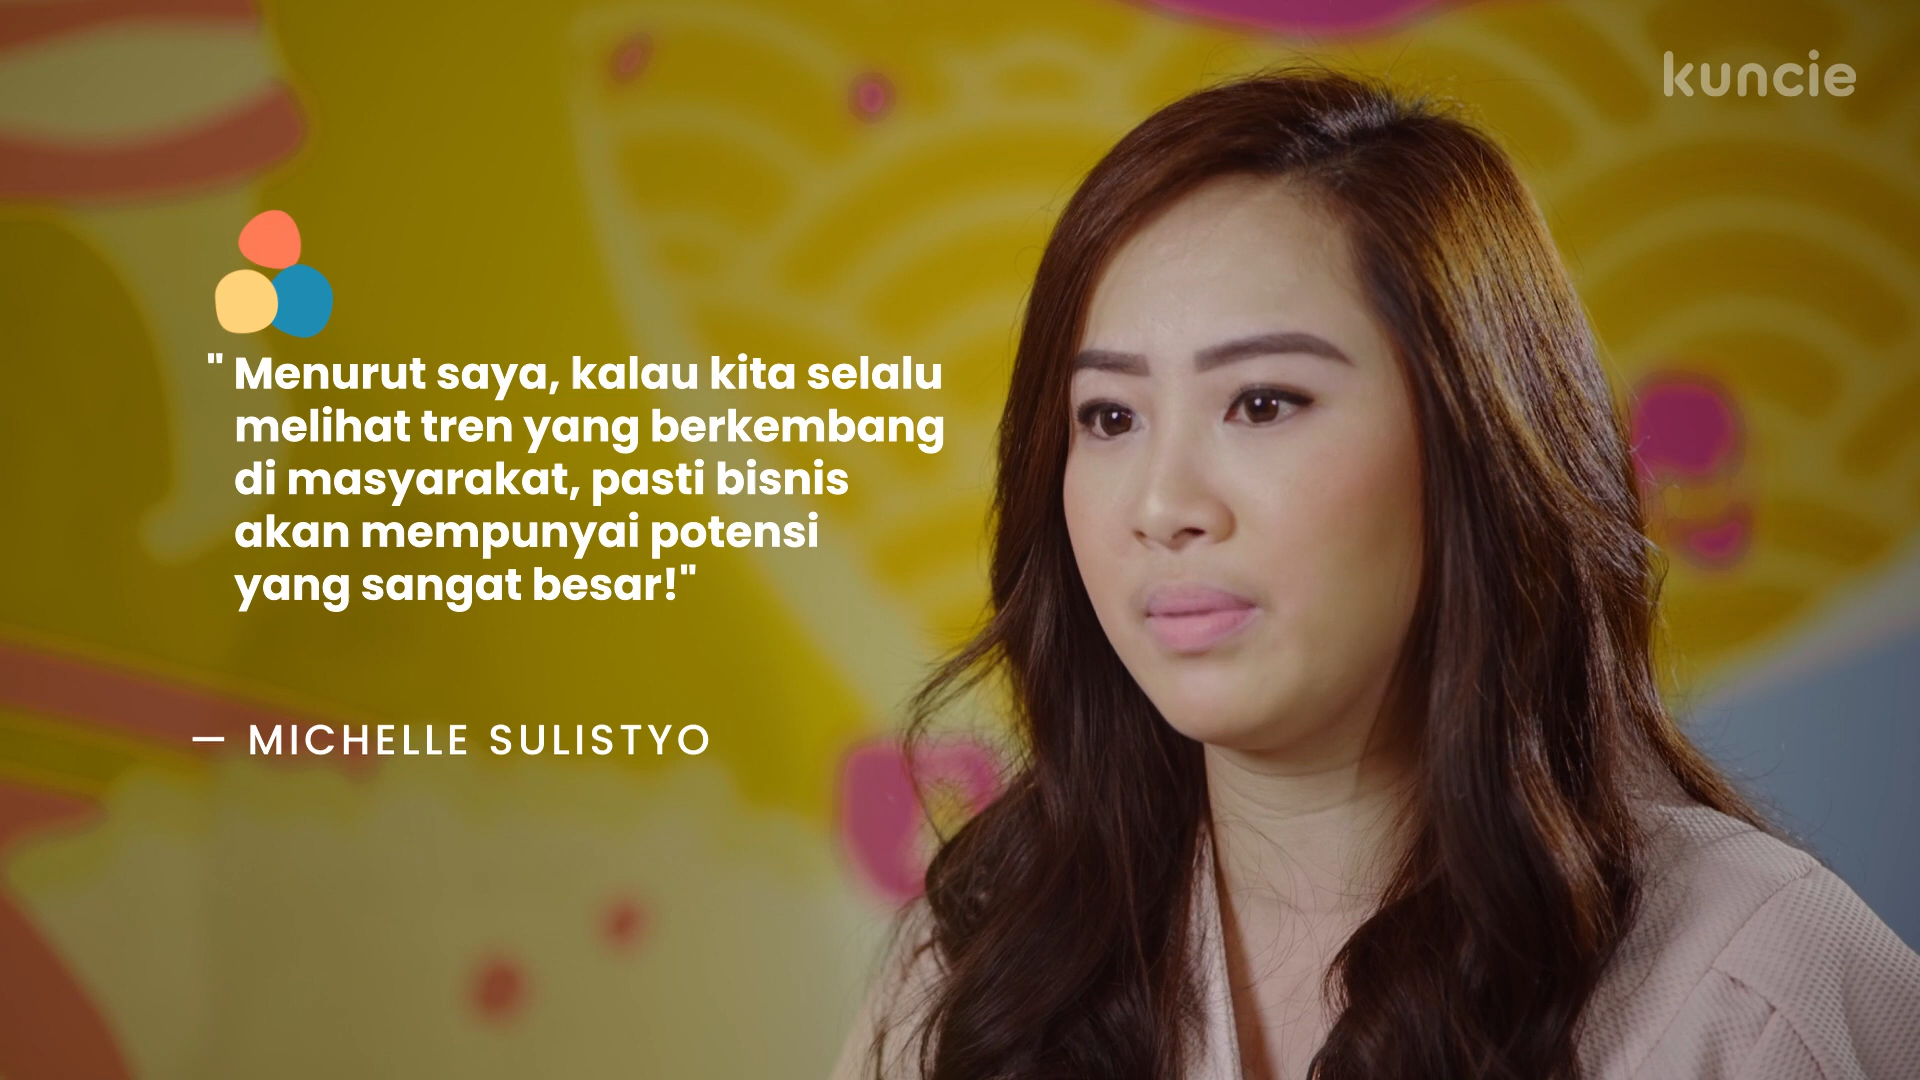 kuncie
" Menurut saya, kalau kita selalu
melihat tren yang berkembang
di masyarakat, pasti bisnis
akan mempunyai potensi
yang sangat besar!"
— MICHELLE SULISTYO